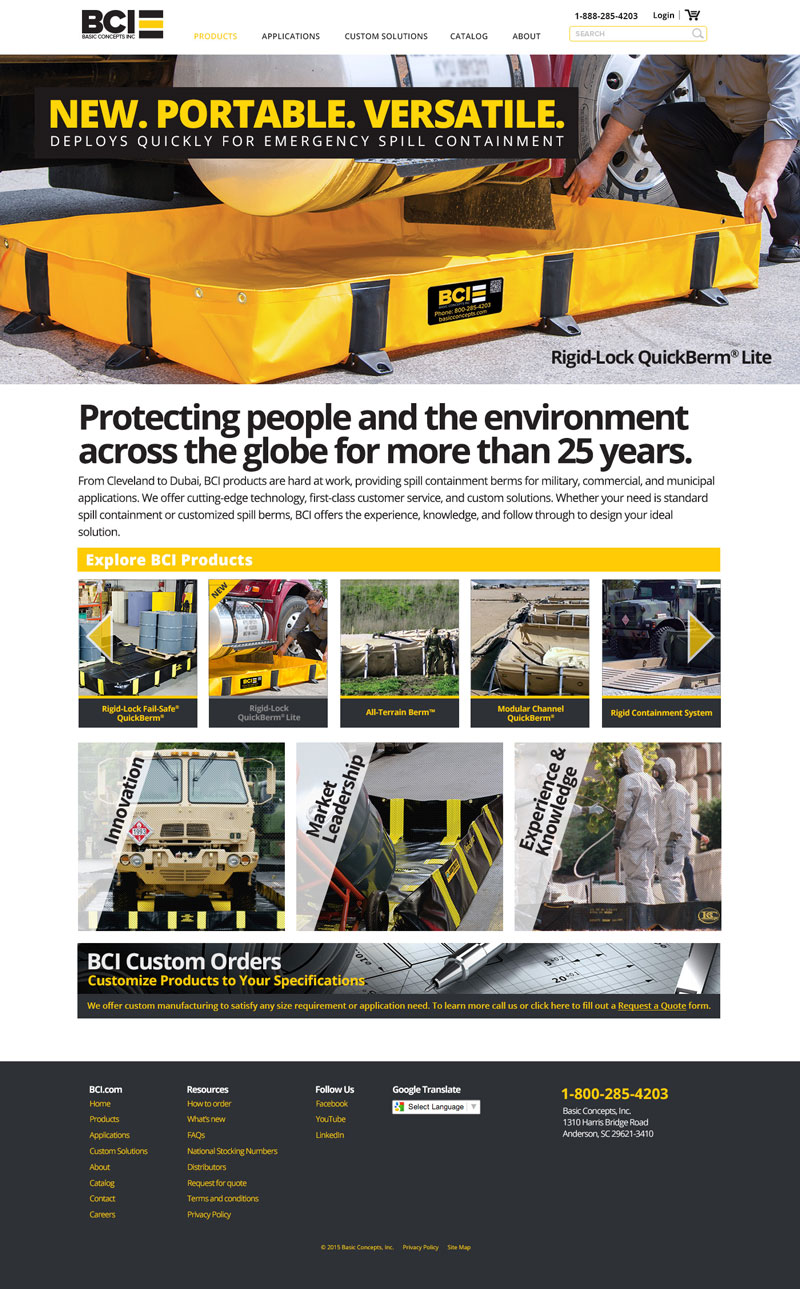 BCI
BASIC CONCEPTS INC
1-888-285-4203
Login
PRODUCTS
APPLICATIONS
CUSTOM SOLUTIONS
CATALOG
ABOUT
SEARCH
NEW. PORTABLE. VERSATILE.
DEPLOYS QUICKLY FOR EMERGENCY SPILL CONTAINMENT
BCI
BASIC CONCEPTS INC
Phone: 800-285-4203
basicconcepts.com
Rigid-Lock QuickBerm® Lite
Protecting people and the environment
across the globe for more than 25 years.
From Cleveland to Dubai, BCI products are hard at work, providing spill containment berms for military, commercial, and municipal
applications. We offer cutting-edge technology, first-class customer service, and custom solutions. Whether your need is standard
spill containment or customized spill berms, BCI offers the experience, knowledge, and follow through to design your ideal
solution.
Explore BCI Products
NEW
BCI
Rigid-Lock Fail-Safe®
QuickBerm®
Rigid-Lock
QuickBerm® Lite
All-Terrain Berm™
Modular Channel
QuickBerm®
Rigid Containment System
Innovation
Market
Leadership
Experience &
Knowledge
BCI Custom Orders
Customize Products to Your Specifications
We offer custom manufacturing to satisfy any size requirement or application need. To learn more call us or click here to fill out a Request a Quote form.
BCI.com
Home
Products
Applications
Custom Solutions
About
Catalog
Contact
Careers
Resources
How to order
What's new
FAQs
National Stocking Numbers
Distributors
Request for quote
Terms and conditions
Privacy Policy
Follow Us
Facebook
YouTube
LinkedIn
Google Translate
Select Language
1-800-285-4203
Basic Concepts, Inc.
1310 Harris Bridge Road
Anderson, SC 29621-3410
© 2015 Basic Concepts, Inc. Privacy Policy Site Map